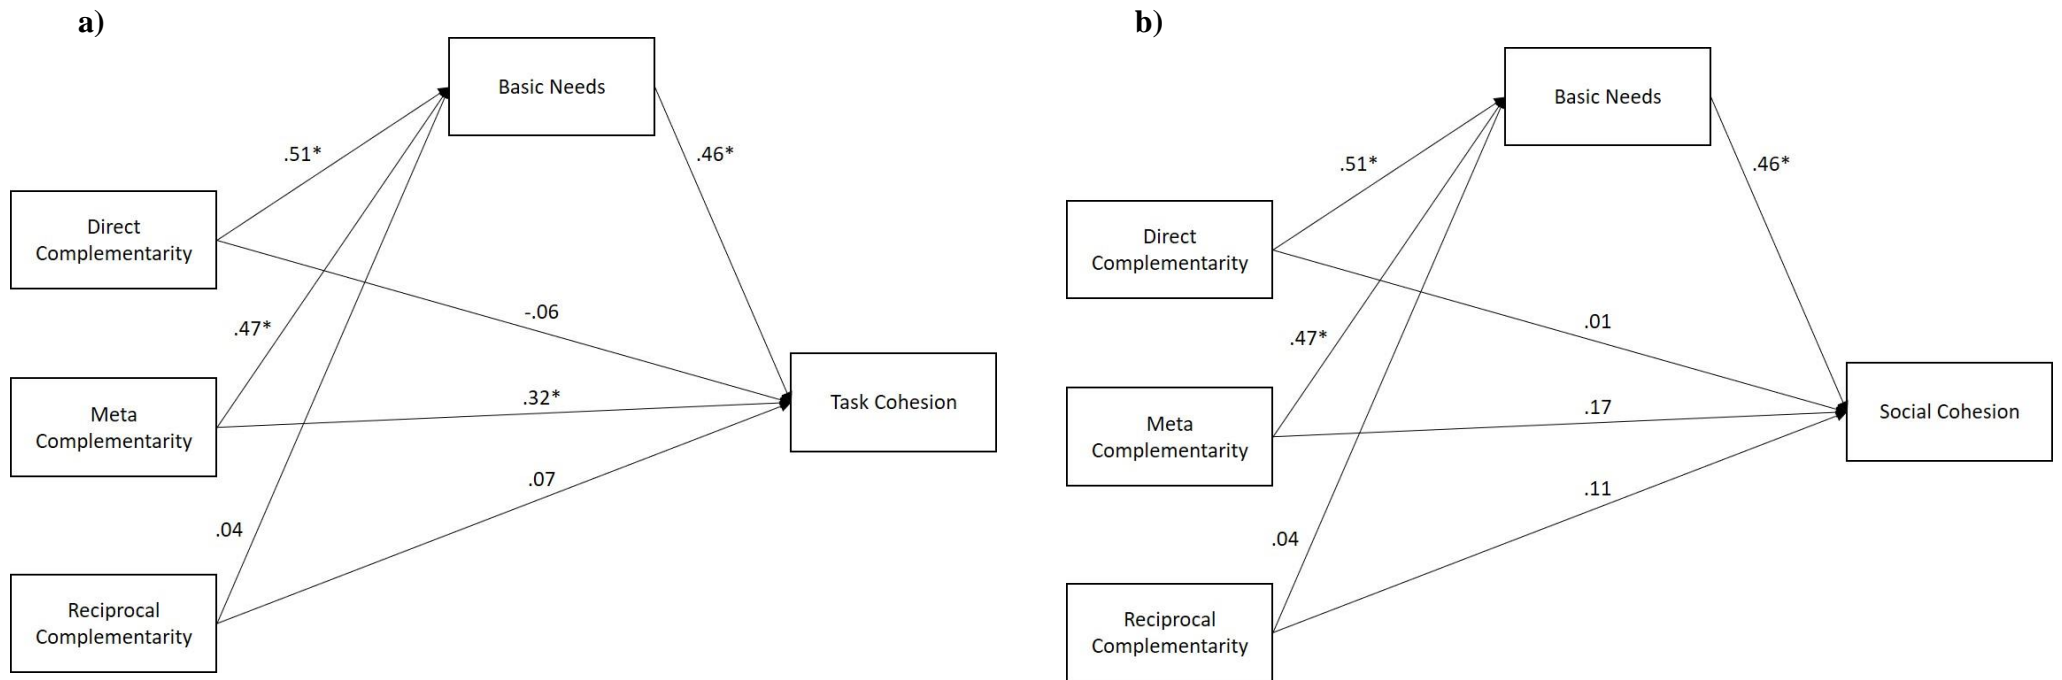 a)
Basic Needs
.51*
.46*
Direct
Complementarity
-.06
.47*
.32*
Task Cohesion
Meta
Complementarity
.07
.04
Reciprocal
Complementarity
b)
Basic Needs
.51*
.46*
Direct
Complementarity
.01
.47*
.17
Social Cohesion
Meta
Complementarity
.11
.04
Reciprocal
Complementarity